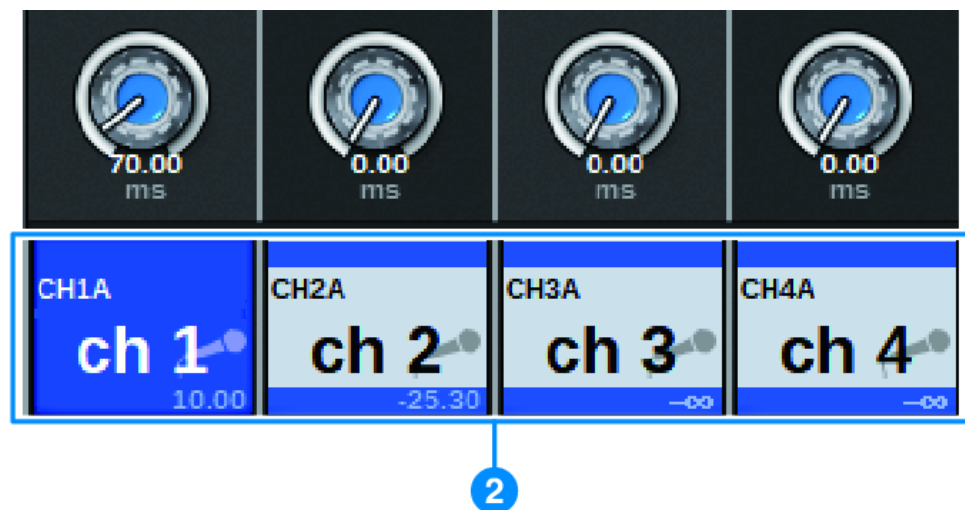 70.00 0.00 0.00 0.00
ms ms ms ms
CH1A CH2A CH3A CH4A
ch 1 ch 2 ch 3 ch 4
10.00 -25.30 -∞ -∞
2